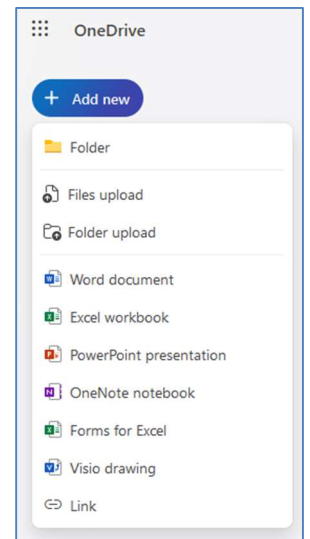 OneDrive
+ Add new
Folder
Files upload
Folder upload
Word document
Excel workbook
PowerPoint presentation
OneNote notebook
Forms for Excel
Visio drawing
Link